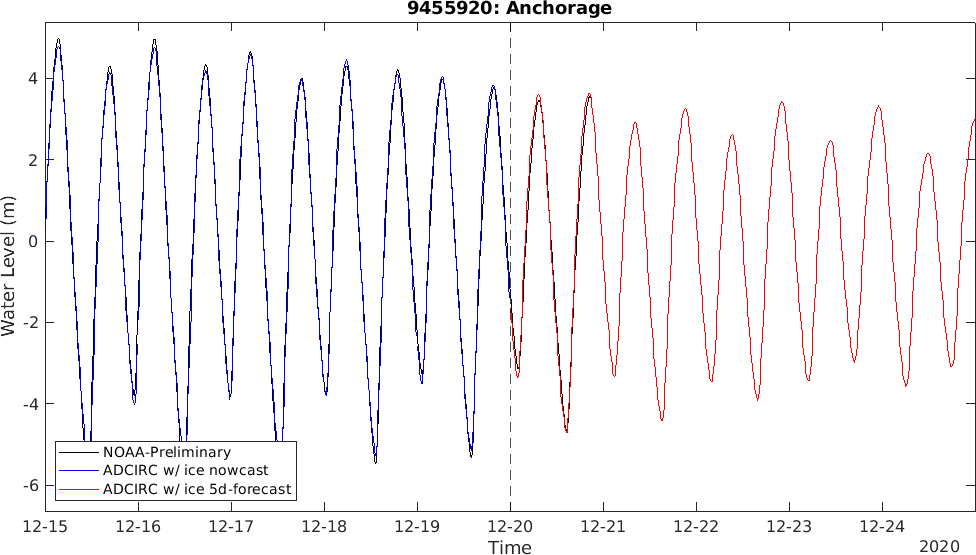 9455920: Anchorage
Water Level (m)
4
2
0
-2
-4
-6
NOAA-Preliminary
ADCIRC w/ ice nowcast
ADCIRC w/ ice 5d-forecast
12-15 12-16 12-17 12-18 12-19 12-20 12-21 12-22 12-23 12-24
Time
2020